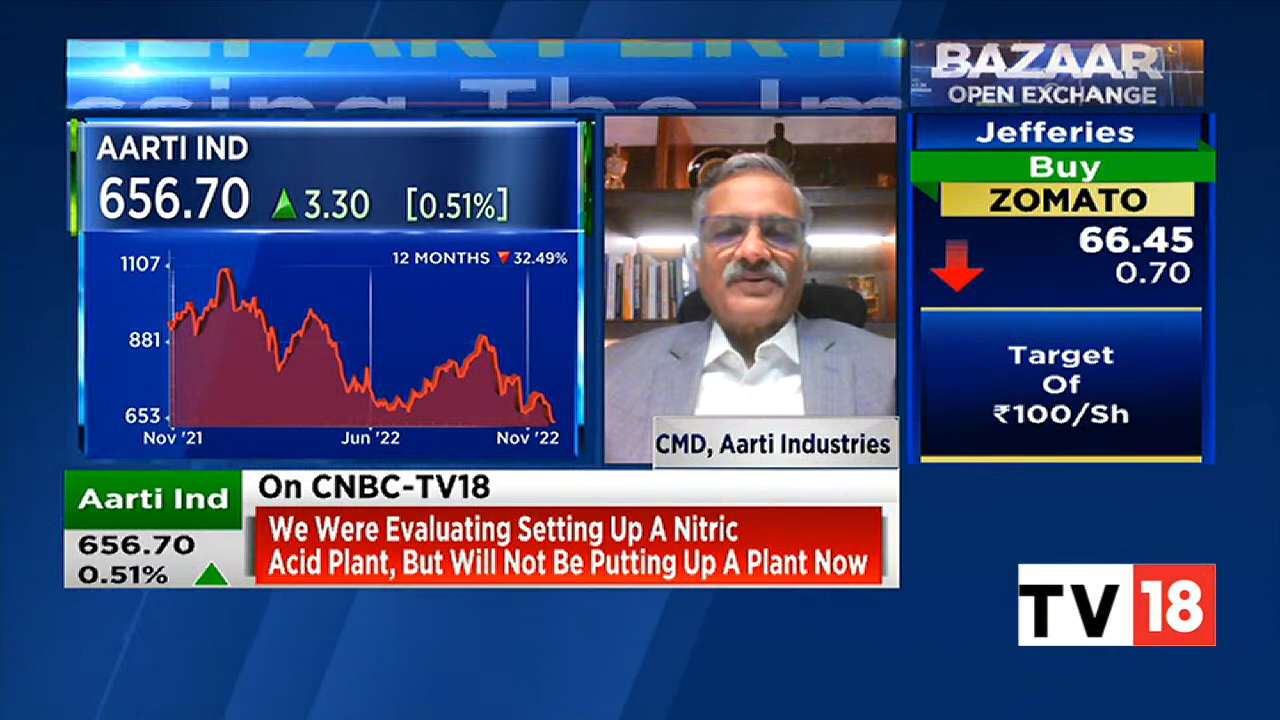 BAZAAR
OPEN EXCHANGE
AARTI IND
656.70 ▲ 3.30 [0.51%]
12 MONTHS ▼ 32.49%
1107
881
653
Nov '21 Jun '22 Nov '22
CMD, Aarti Industries
Jefferies
Buy
ZOMATO
66.45
0.70
Target
Of
₹100/Sh
Aarti Ind
656.70
0.51%
On CNBC-TV18
We Were Evaluating Setting Up A Nitric
Acid Plant, But Will Not Be Putting Up A Plant Now
TV18